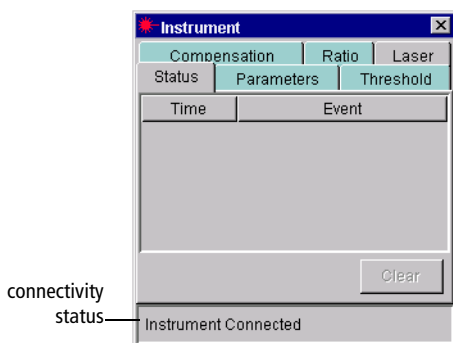 Instrument
Compensation Ratio Laser
Status Parameters Threshold
Time Event
Clear
connectivity
status
Instrument Connected